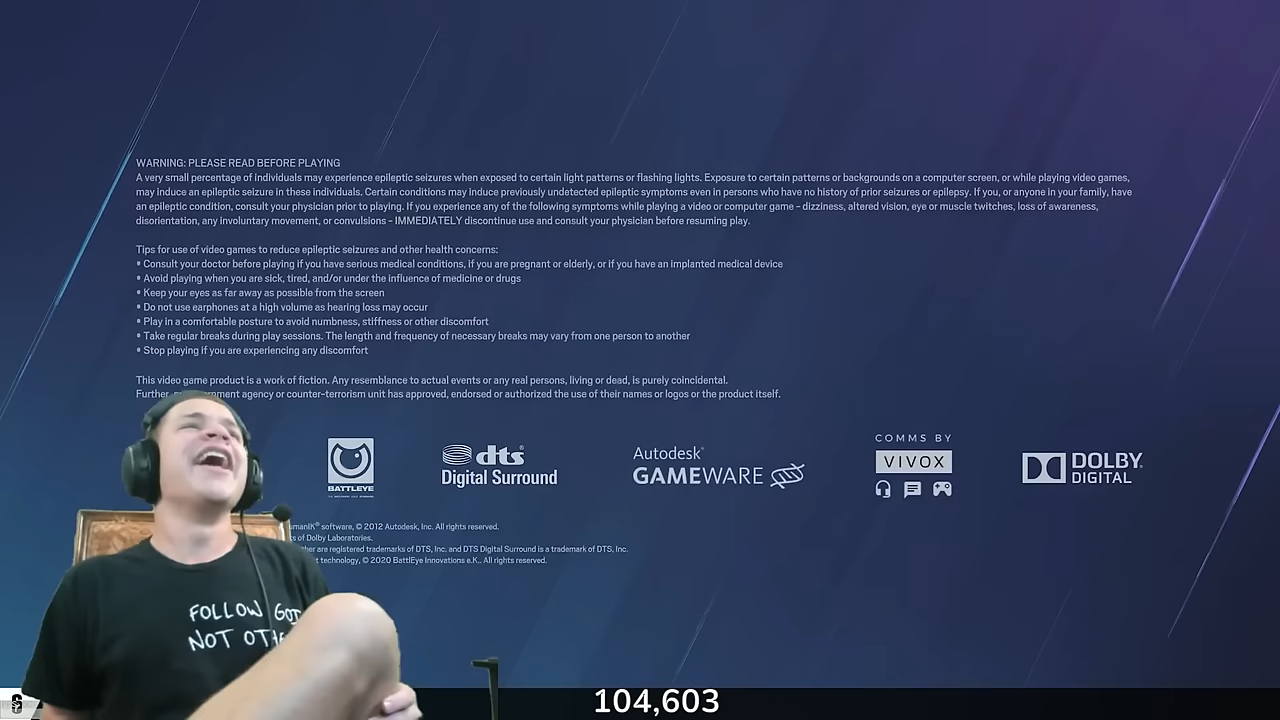 WARNING: PLEASE READ BEFORE PLAYING
A very small percentage of individuals may experience epileptic seizures when exposed to certain light patterns or flashing lights. Exposure to certain patterns or backgrounds on a computer screen, or while playing video games,
may induce an epileptic seizure in these individuals. Certain conditions may induce previously undetected epileptic symptoms even in persons who have no history of prior seizures or epilepsy. If you, or anyone in your family, have
an epileptic condition, consult your physician prior to playing. If you experience any of the following symptoms while playing a video or computer game - dizziness, altered vision, eye or muscle twitches, loss of awareness,
disorientation, any involuntary movement, or convulsions - IMMEDIATELY discontinue use and consult your physician before resuming play.
Tips for use of video games to reduce epileptic seizures and other health concerns:
• Consult your doctor before playing if you have serious medical conditions, if you are pregnant or elderly, or if you have an implanted medical device
• Avoid playing when you are sick, tired, and/or under the influence of medicine or drugs
• Keep your eyes as far away as possible from the screen
• Do not use earphones at a high volume as hearing loss may occur
• Play in a comfortable posture to avoid numbness, stiffness or other discomfort
• Take regular breaks during play sessions. The length and frequency of necessary breaks may vary from one person to another
• Stop playing if you are experiencing any discomfort
This video game product is a work of fiction. Any resemblance to actual events or any real persons, living or dead, is purely coincidental.
Further, agency or counter-terrorism unit has approved, endorsed or authorized the use of their names or logos or the product itself.
BATTLEYE
dts®
Digital Surround
Autodesk®
GAMEWARE
COMMS BY
VIVOX
DOLBY®
DIGITAL
software, © 2012 Autodesk, Inc. All rights reserved.
of Dolby Laboratories.
are registered trademarks of DTS, Inc. and DTS Digital Surround is a trademark of DTS, Inc.
technology, © 2020 BattlEye Innovations e.K.. All rights reserved.
FOLLOW
NOT
104,603